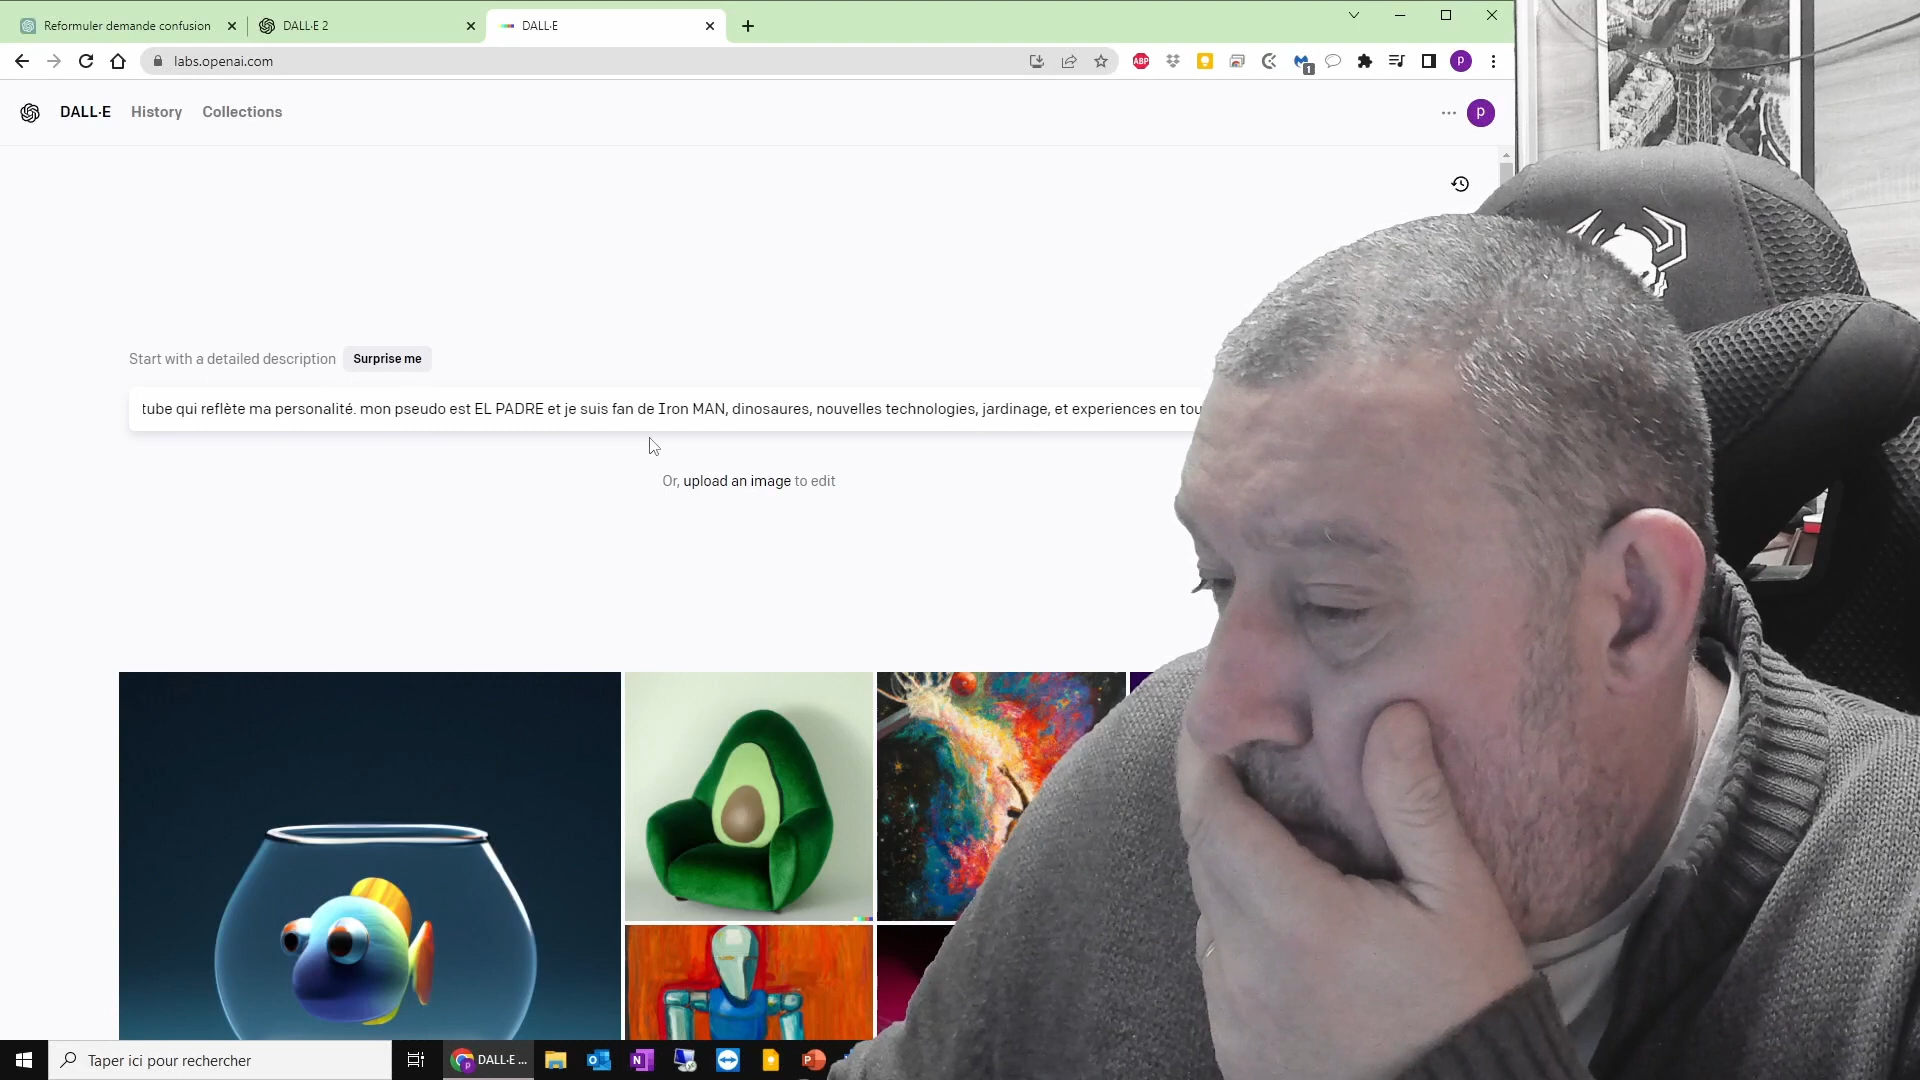 Reformuler demande confusion
DALL·E 2
DALL·E
labs.openai.com
ABP
1
p
DALL·E
History
Collections
p
Start with a detailed description
Surprise me
tube qui reflète ma personalité. mon pseudo est EL PADRE et je suis fan de Iron MAN, dinosaures, nouvelles technologies, jardinage, et experiences en tou
Or, upload an image to edit
Taper ici pour rechercher
DALL·E ...